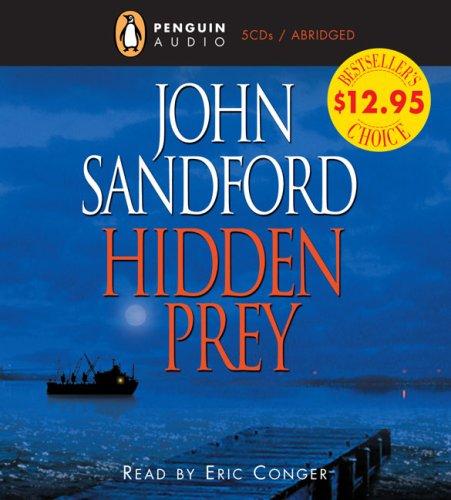 PENGUIN
AUDIO
5CDs / ABRIDGED
BESTSELLER'S
$12.95
CHOICE
JOHN
SANDFORD
HIDDEN
PREY
READ BY ERIC CONGER